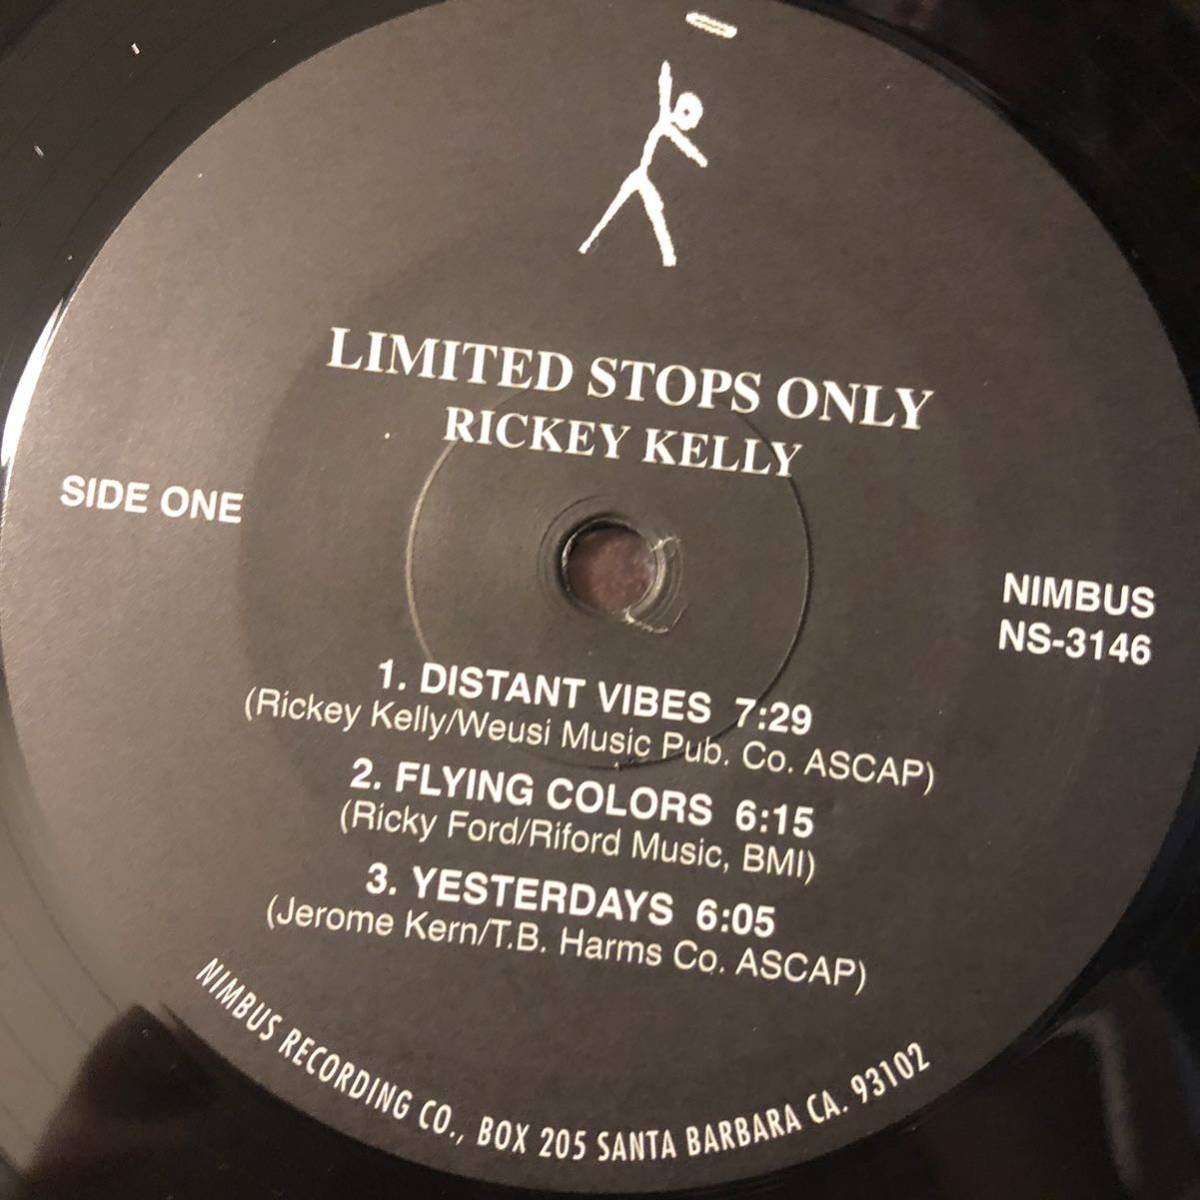 LIMITED STOPS ONLY
RICKEY KELLY
SIDE ONE
NIMBUS
NS-3146
1. DISTANT VIBES 7:29
(Rickey Kelly/Weusi Music Pub. Co. ASCAP)
2. FLYING COLORS 6:15
(Ricky Ford/Riford Music, BMI)
3. YESTERDAYS 6:05
(Jerome Kern/T.B. Harms Co. ASCAP)
NIMBUS RECORDING CO., BOX 205 SANTA BARBARA CA. 93102